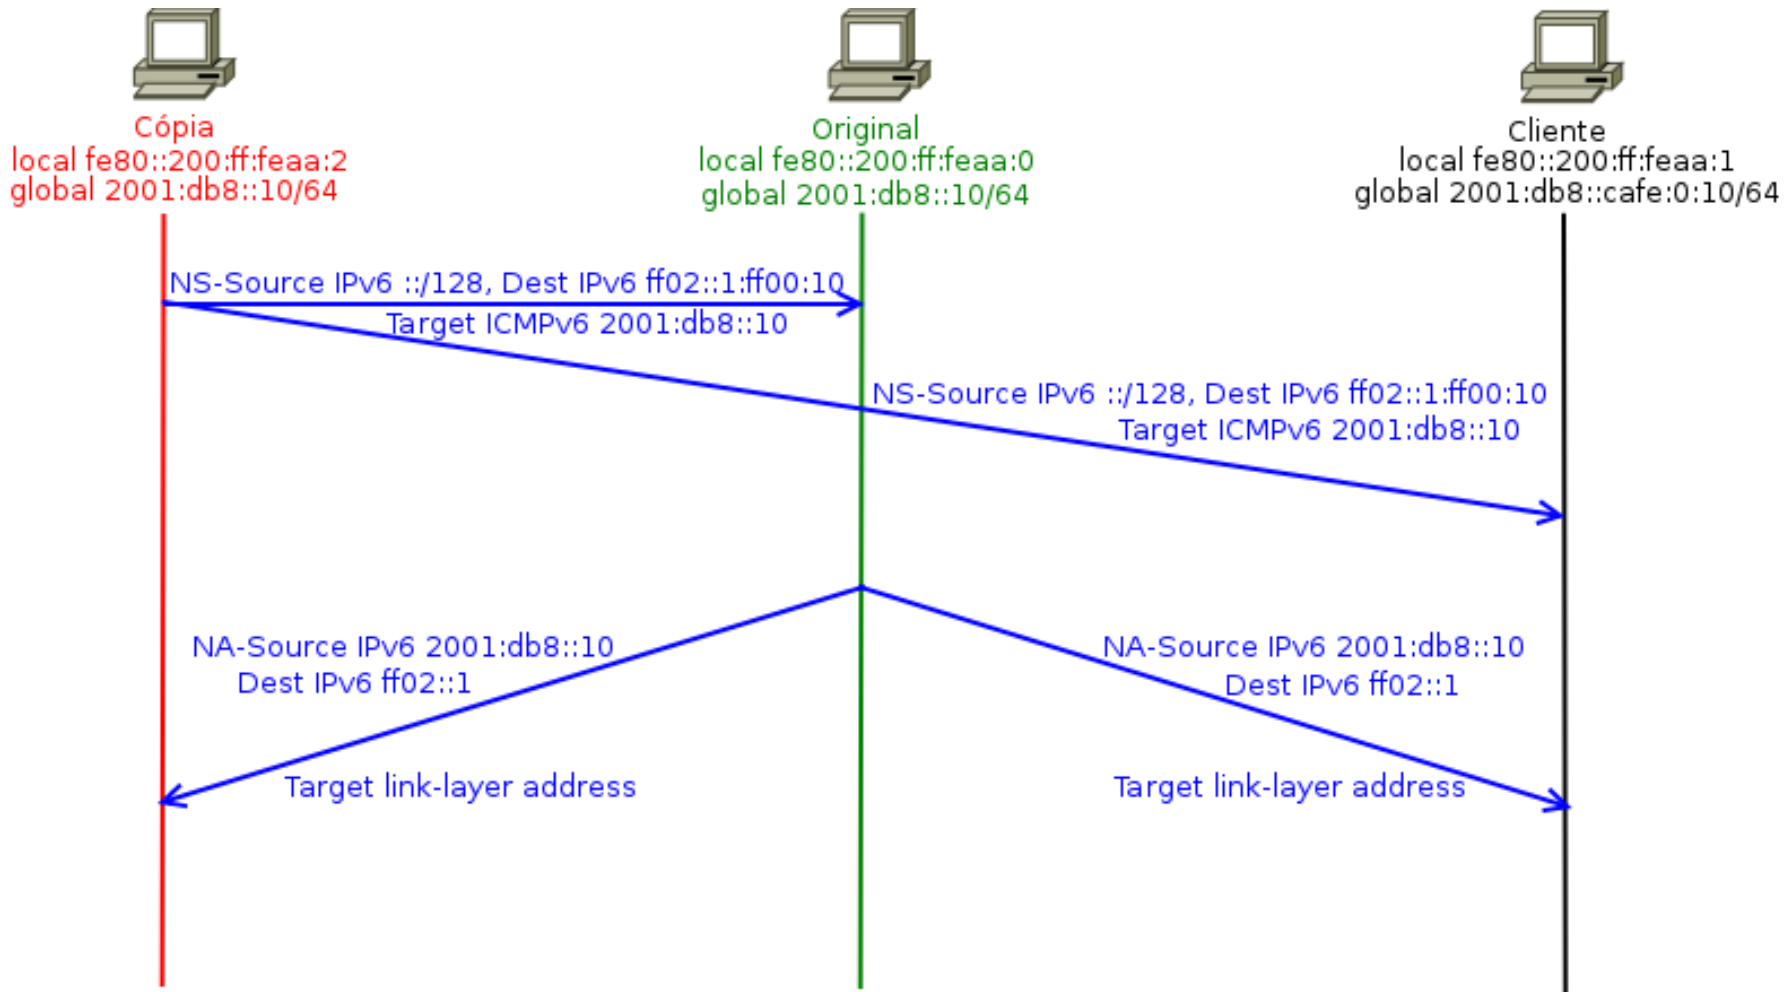 Cópia
local fe80::200:ff:feaa:2
global 2001:db8::10/64
Original
local fe80::200:ff:feaa:0
global 2001:db8::10/64
Cliente
local fe80::200:ff:feaa:1
global 2001:db8::cafe:0:10/64
NS-Source IPv6 ::/128, Dest IPv6 ff02::1:ff00:10
Target ICMPv6 2001:db8::10
NS-Source IPv6 ::/128, Dest IPv6 ff02::1:ff00:10
Target ICMPv6 2001:db8::10
NA-Source IPv6 2001:db8::10
Dest IPv6 ff02::1
Target link-layer address
NA-Source IPv6 2001:db8::10
Dest IPv6 ff02::1
Target link-layer address